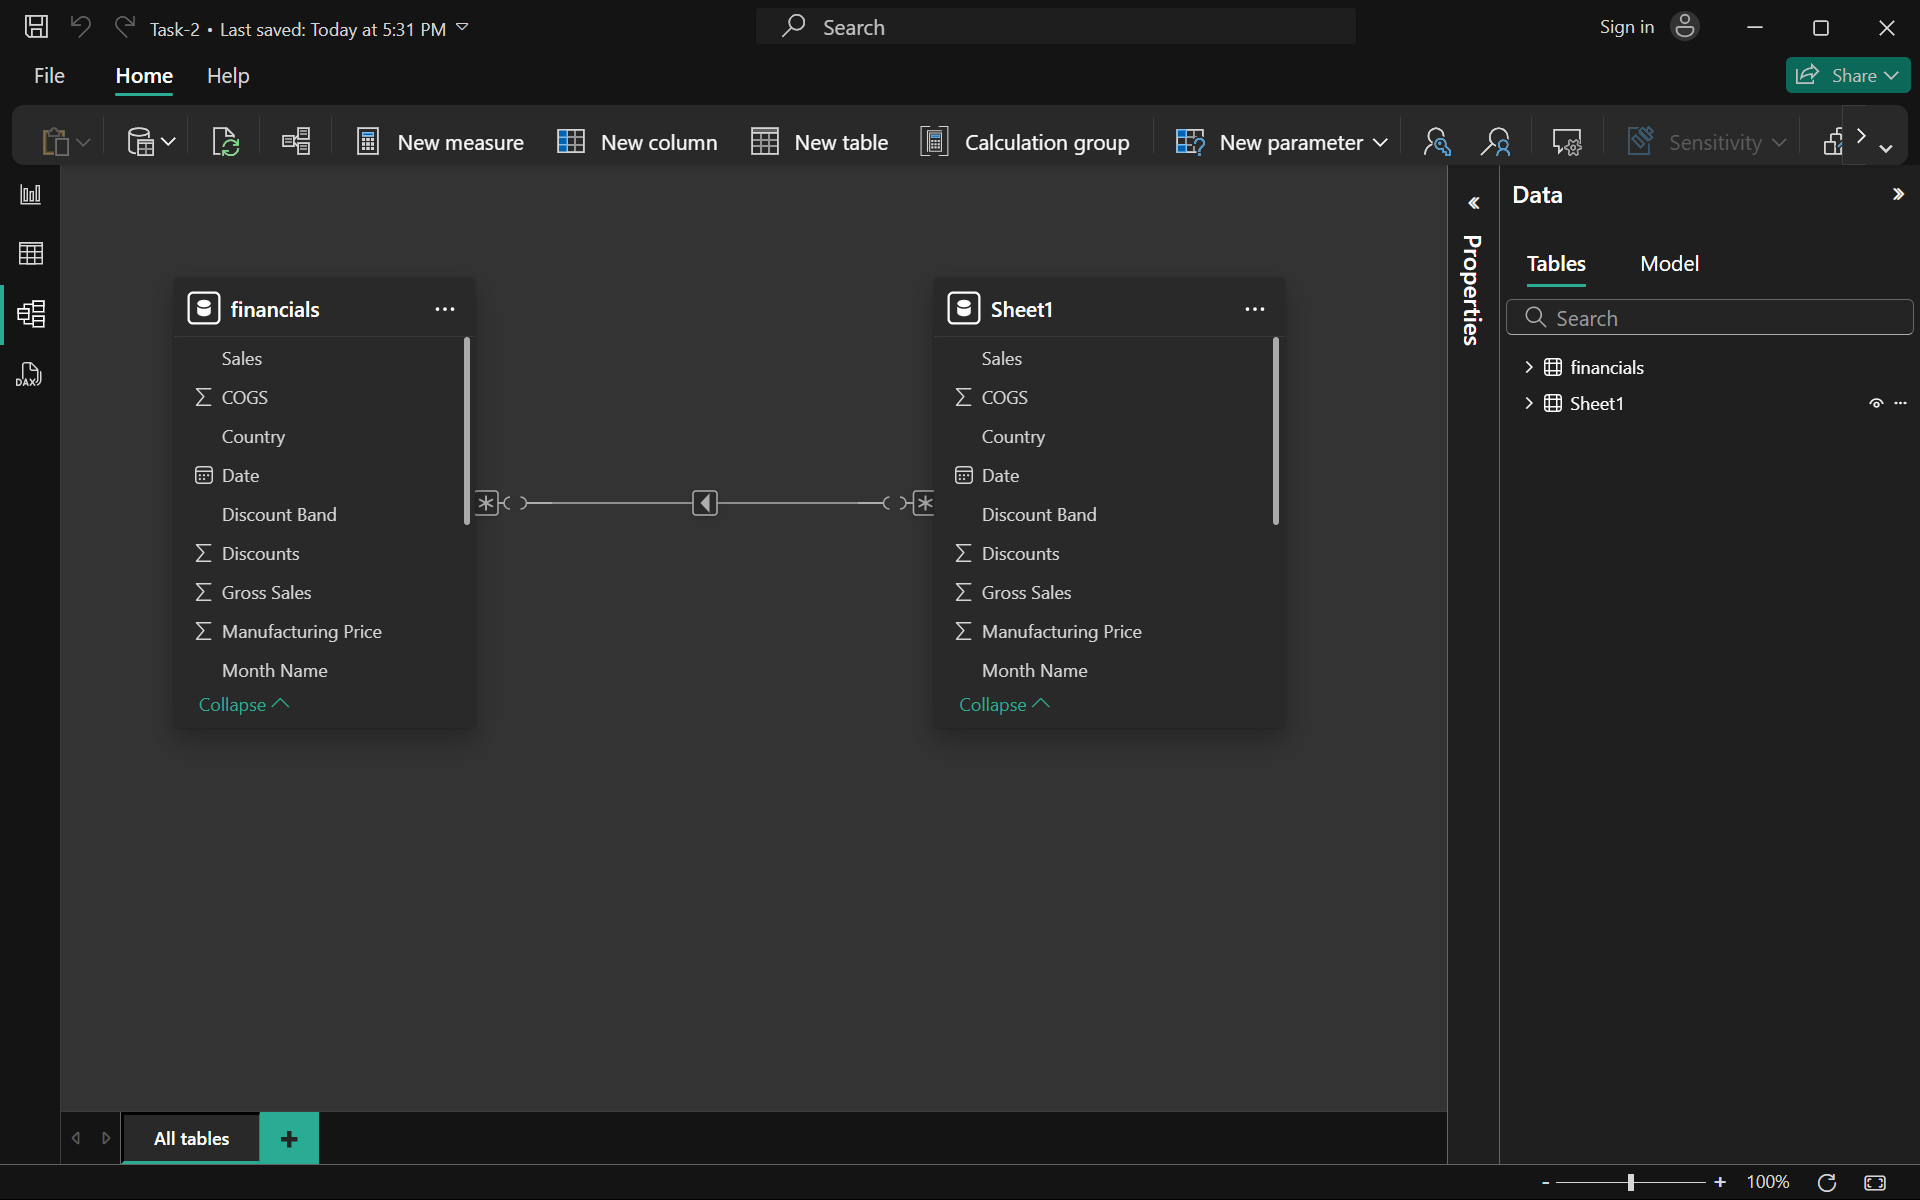 Task-2 • Last saved: Today at 5:31 PM
Search
Sign in
File
Home
Help
Share
New measure
New column
New table
Calculation group
New parameter
Sensitivity
DAX
financials
Sales
COGS
Country
Date
Discount Band
Discounts
Gross Sales
Manufacturing Price
Month Name
Collapse
Sheet1
Sales
COGS
Country
Date
Discount Band
Discounts
Gross Sales
Manufacturing Price
Month Name
Collapse
Properties
Data
Tables
Model
Search
financials
Sheet1
All tables
100%